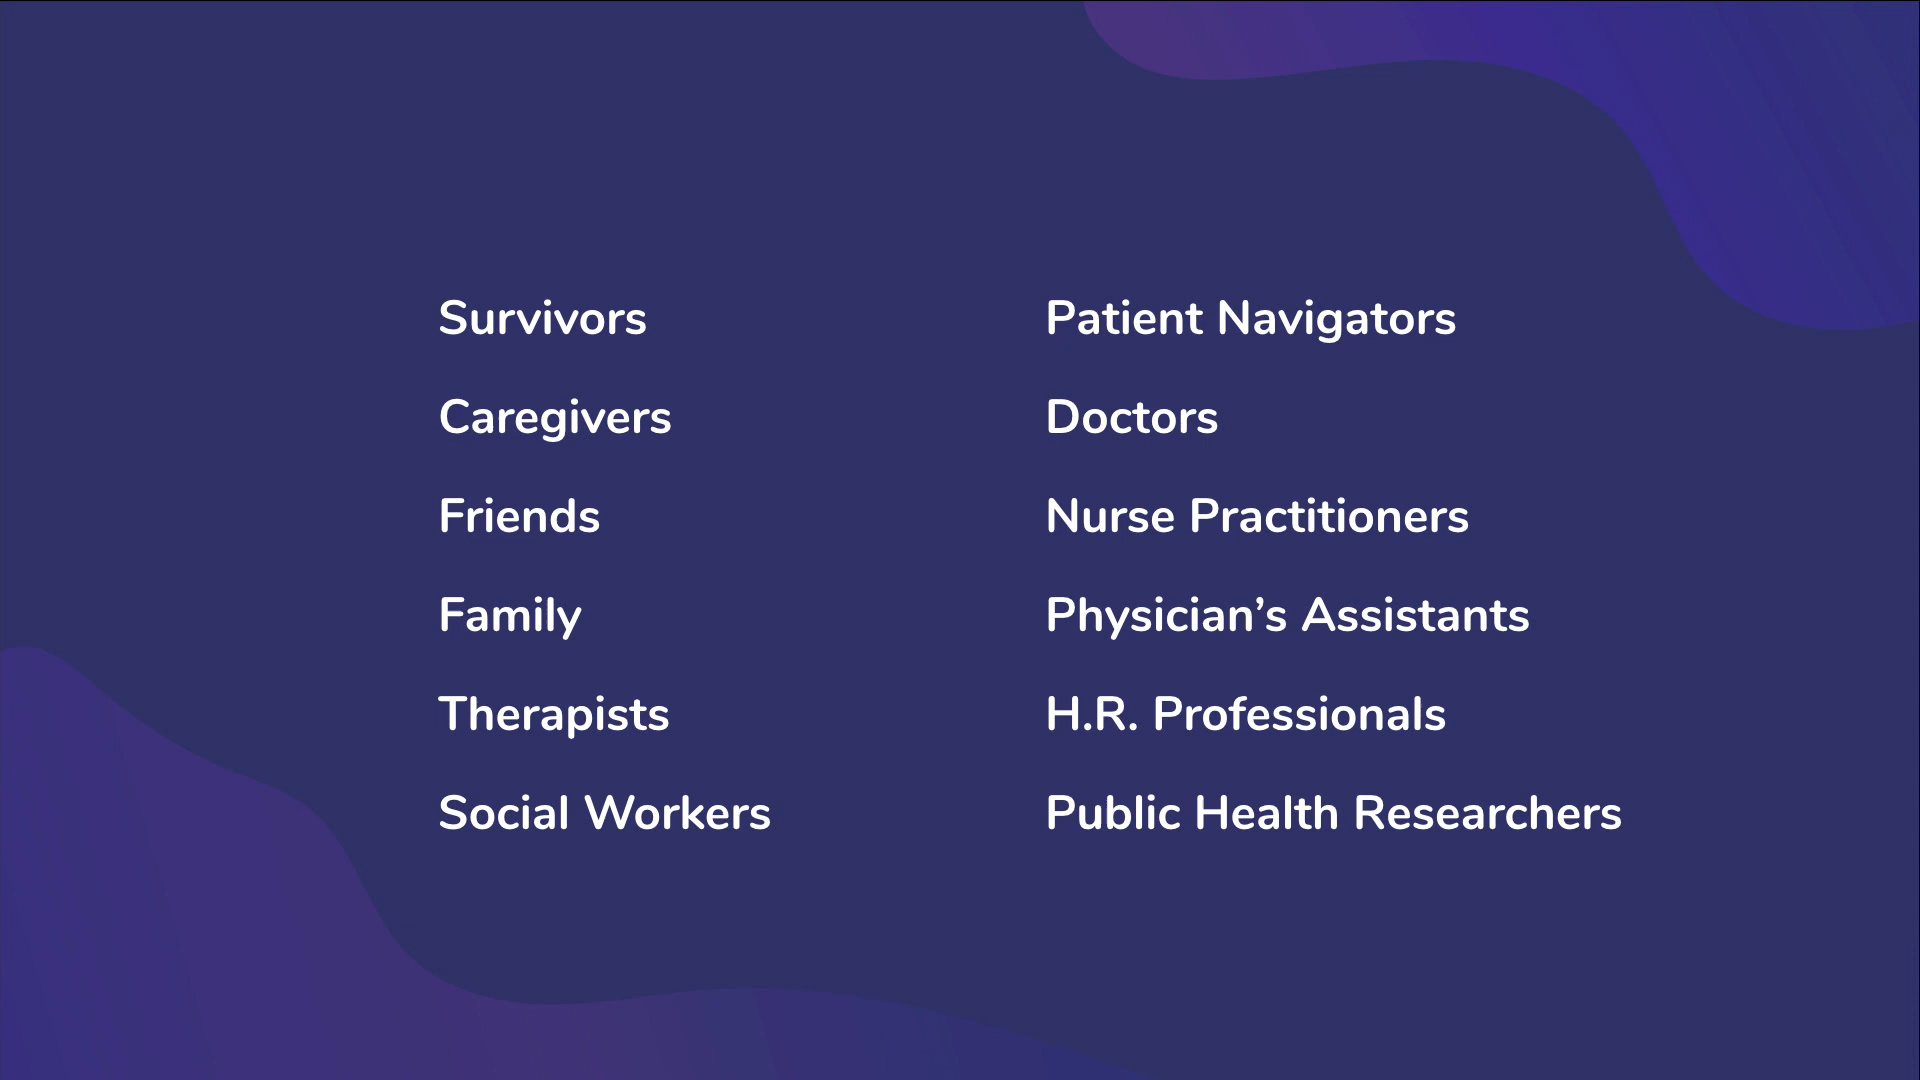 Survivors
Caregivers
Friends
Family
Therapists
Social Workers
Patient Navigators
Doctors
Nurse Practitioners
Physician’s Assistants
H.R. Professionals
Public Health Researchers